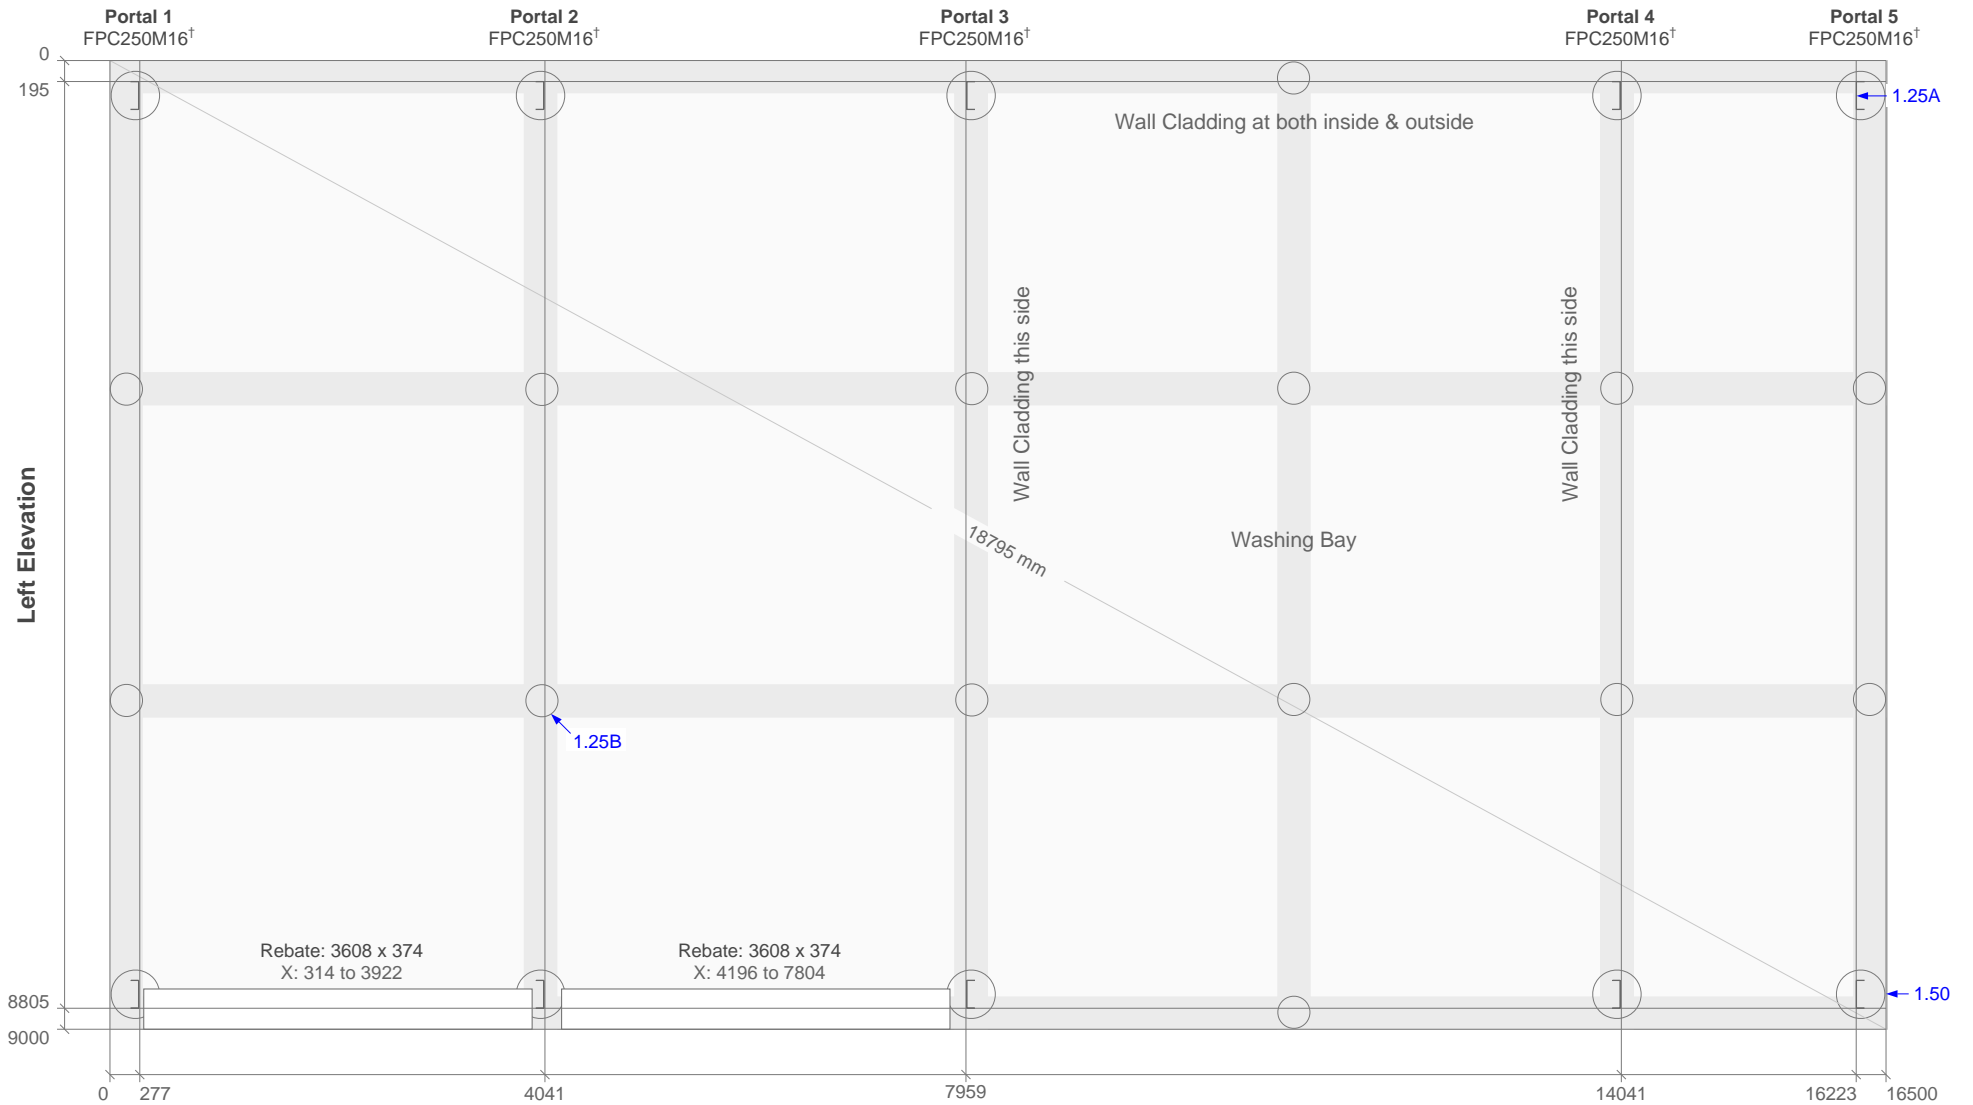 Portal 1
FPC250M16†
Portal 2
FPC250M16†
Portal 3
FPC250M16†
Portal 4
FPC250M16†
Portal 5
FPC250M16†
0
195
1.25A
Wall Cladding at both inside & outside
Wall Cladding this side
Wall Cladding this side
Left Elevation
18795 mm
Washing Bay
1.25B
Rebate: 3608 x 374
X: 314 to 3922
Rebate: 3608 x 374
X: 4196 to 7804
8805
9000
1.50
0
277
4041
7959
14041
16223
16500